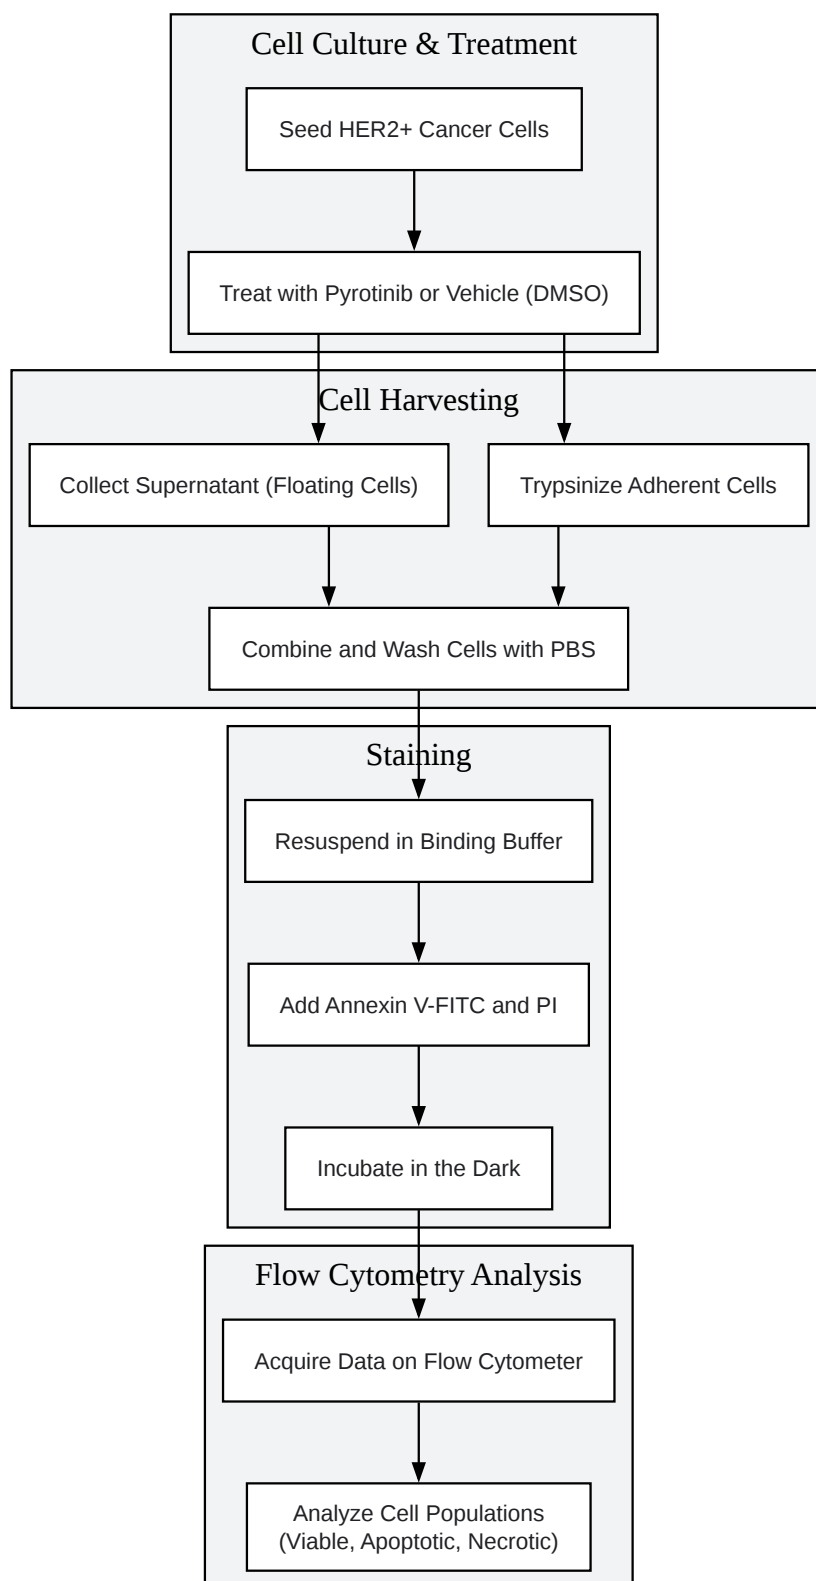 Cell Culture & Treatment
Seed HER2+ Cancer Cells
Treat with Pyrotinib or Vehicle (DMSO)
Cell Harvesting
Collect Supernatant (Floating Cells)
Trypsinize Adherent Cells
Combine and Wash Cells with PBS
Staining
Resuspend in Binding Buffer
Add Annexin V-FITC and PI
Incubate in the Dark
Flow Cytometry Analysis
Acquire Data on Flow Cytometer
Analyze Cell Populations
(Viable, Apoptotic, Necrotic)